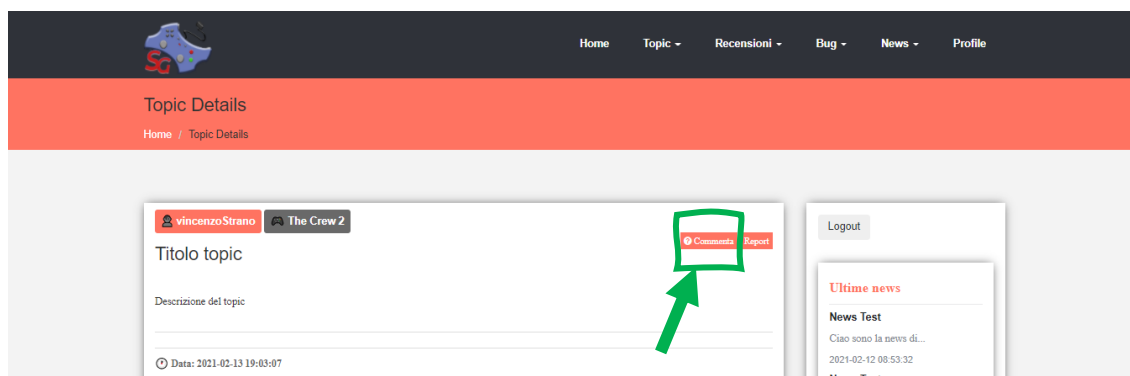 SG
Home Topic Recensioni Bug News Profile
Topic Details
Home / Topic Details
vincenzoStrano The Crew 2
Commenta Report
Titolo topic
Descrizione del topic
Data: 2021-02-13 19:03:07
Logout
Ultime news
News Test
Ciao sono la news di...
2021-02-12 08:53:32